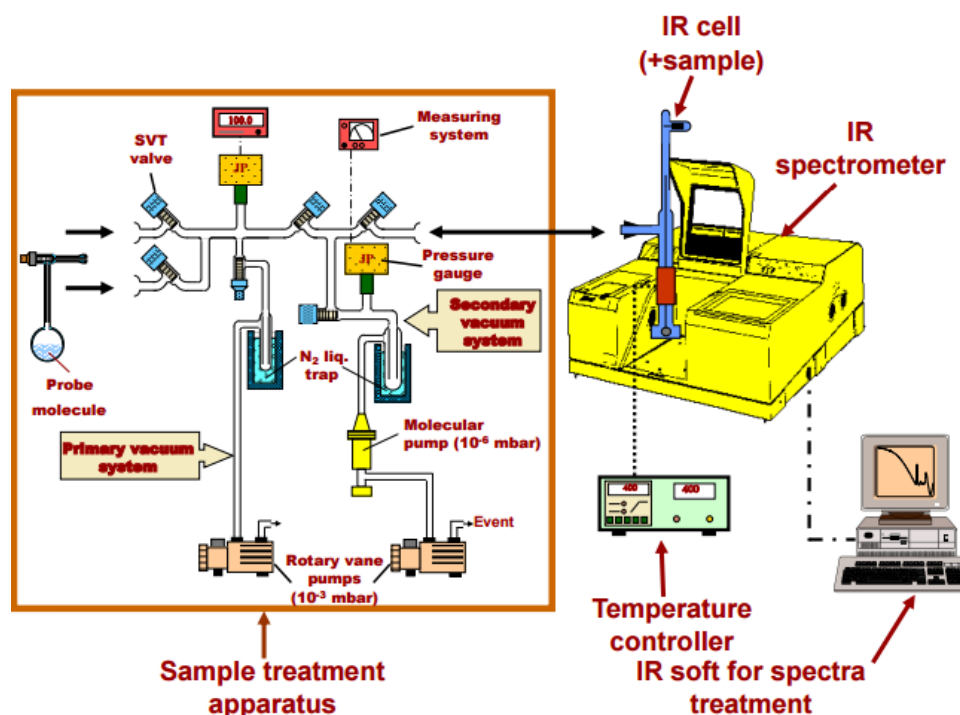 IR cell
(+sample)
IR
spectrometer
100.0
Measuring
system
SVT
valve
JP
JP
Pressure
gauge
Secondary
vacuum
system
N2 liq.
trap
Probe
molecule
Primary vacuum
system
Molecular
pump (10-6 mbar)
Event
Rotary vane
pumps
(10-3 mbar)
400
400
Temperature
controller
IR soft for spectra
treatment
Sample treatment
apparatus